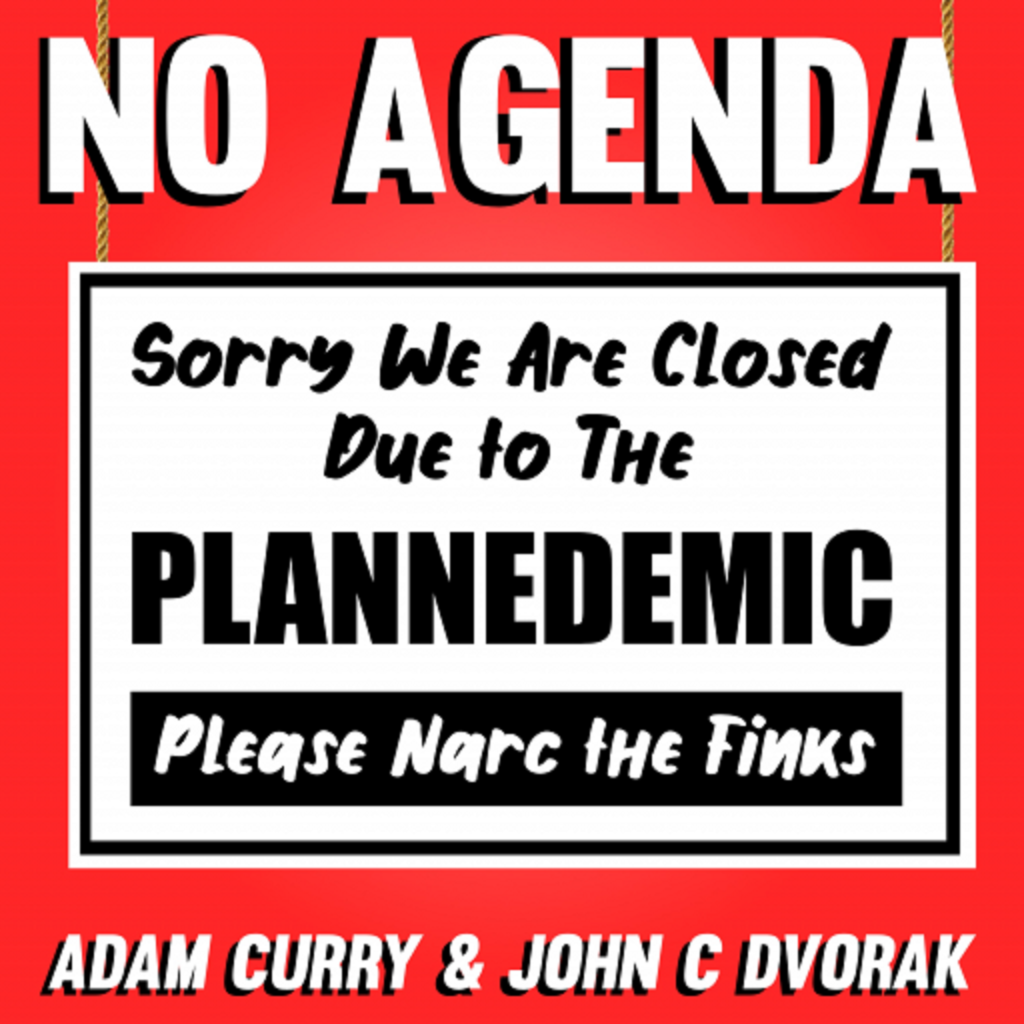 NO AGENDA
Sorry We Are Closed
Due to The
PLANNEDEMIC
Please Narc the Finks
ADAM CURRY & JOHN C DVORAK